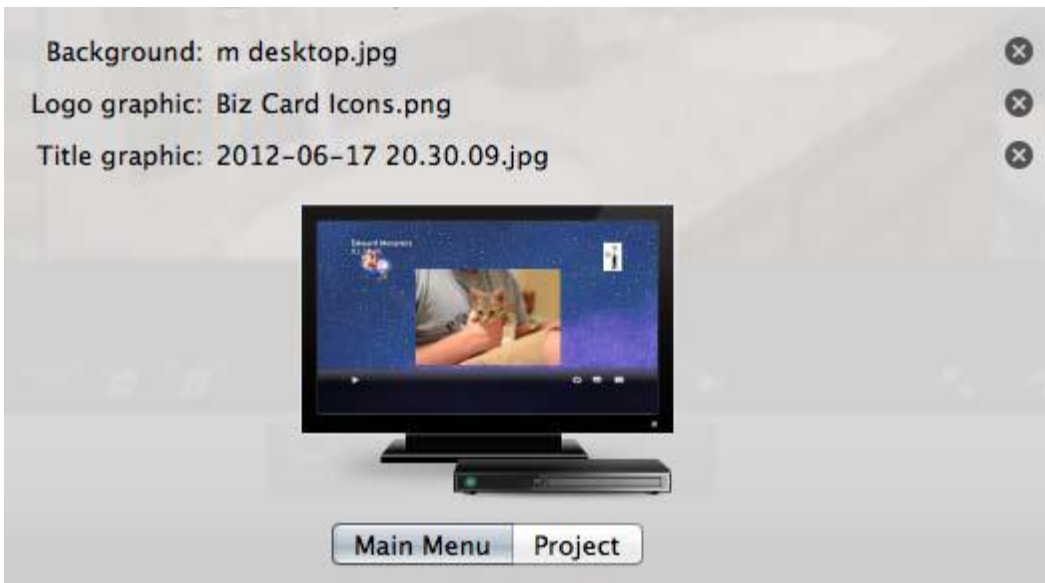 Background: m desktop.jpg
Logo graphic: Biz Card Icons.png
Title graphic: 2012-06-17 20.30.09.jpg
Main Menu Project